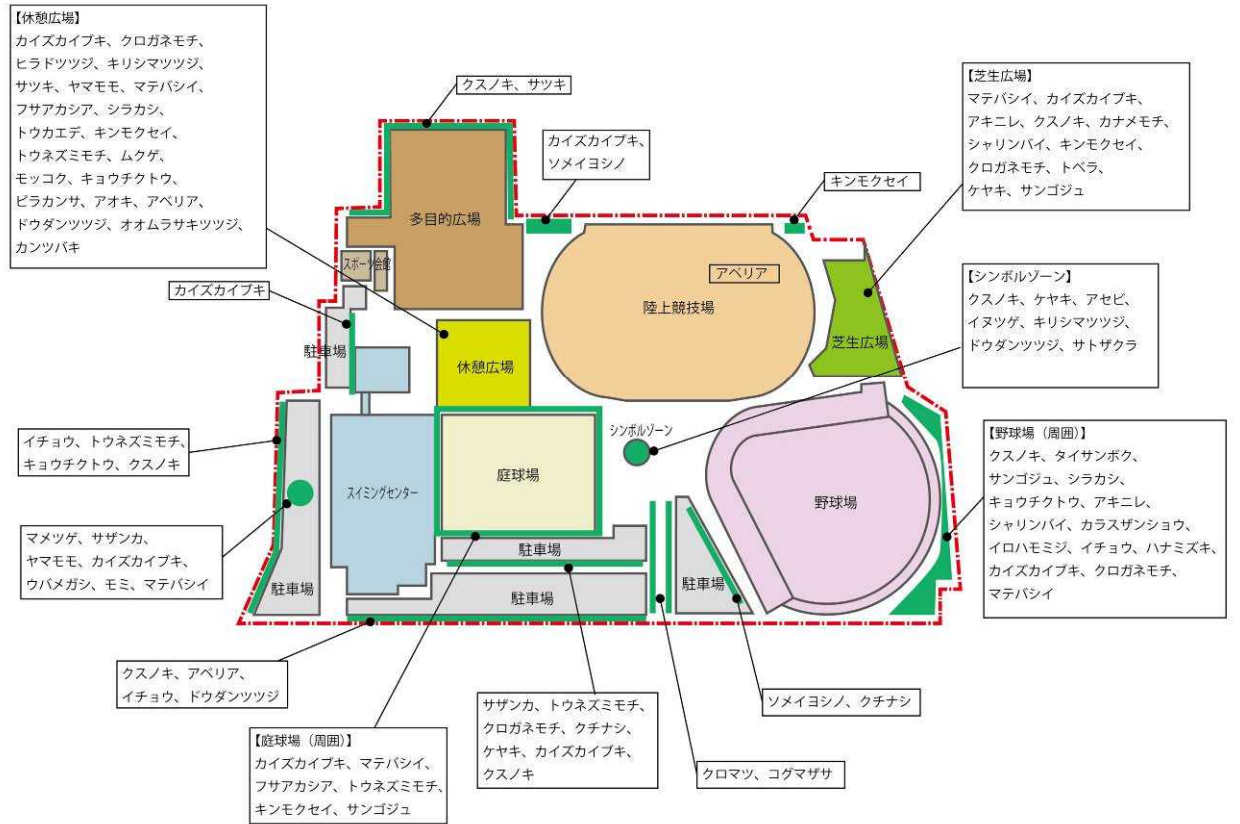 【休憩広場】
カイズカイブキ、クロガネモチ、
ヒラドツツジ、キリシマツツジ、
サツキ、ヤマモモ、マテバシイ、
フサアカシア、シラカシ、
トウカエデ、キンモクセイ、
トウネズミモチ、ムクゲ、
モッコク、キョウチクトウ、
ピラカンサ、アオキ、アベリア、
ドウダンツツジ、オオムラサキツツジ、
カンツバキ
クスノキ、サツキ
カイズカイブキ、
ソメイヨシノ
キンモクセイ
【芝生広場】
マテバシイ、カイズカイブキ、
アキニレ、クスノキ、カナメモチ、
シャリンバイ、キンモクセイ、
クロガネモチ、トベラ、
ケヤキ、サンゴジュ
多目的広場
スポーツ会館
アベリア
陸上競技場
【シンボルゾーン】
クスノキ、ケヤキ、アセビ、
イヌツゲ、キリシマツツジ、
ドウダンツツジ、サトザクラ
カイズカイブキ
駐車場
休憩広場
芝生広場
イチョウ、トウネズミモチ、
キョウチクトウ、クスノキ
シンボルゾーン
【野球場（周囲）】
クスノキ、タイサンボク、
サンゴジュ、シラカシ、
キョウチクトウ、アキニレ、
シャリンバイ、カラスザンショウ、
イロハモミジ、イチョウ、ハナミズキ、
カイズカイブキ、クロガネモチ、
マテバシイ
スイミングセンター
庭球場
野球場
マメツゲ、サザンカ、
ヤマモモ、カイズカイブキ、
ウバメガシ、モミ、マテバシイ
駐車場
駐車場
駐車場
駐車場
クスノキ、アベリア、
イチョウ、ドウダンツツジ
サザンカ、トウネズミモチ、
クロガネモチ、クチナシ、
ケヤキ、カイズカイブキ、
クスノキ
ソメイヨシノ、クチナシ
【庭球場（周囲）】
カイズカイブキ、マテバシイ、
フサアカシア、トウネズミモチ、
キンモクセイ、サンゴジュ
クロマツ、コグマザサ